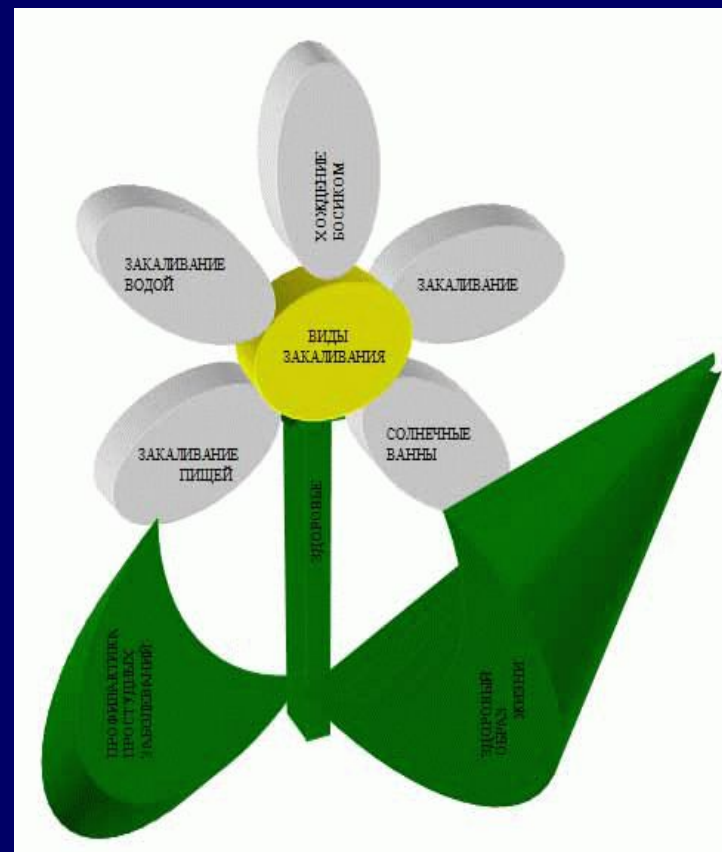 ХОЖДЕНИЕ
БОСИКОМ
ЗАКАЛИВАНИЕ
ВОДОЙ
ЗАКАЛИВАНИЕ
ВИДЫ
ЗАКАЛИВАНИЯ
ЗАКАЛИВАНИЕ
ПИЩЕЙ
СОЛНЕЧНЫЕ
ВАННЫ
ЗДОРОВЬЕ
ПРОФИЛАКТИКА
ПРОСТУДНЫХ
ЗАБОЛЕВАНИЙ
ЗДОРОВЫЙ
ОБРАЗ
ЖИЗНИ